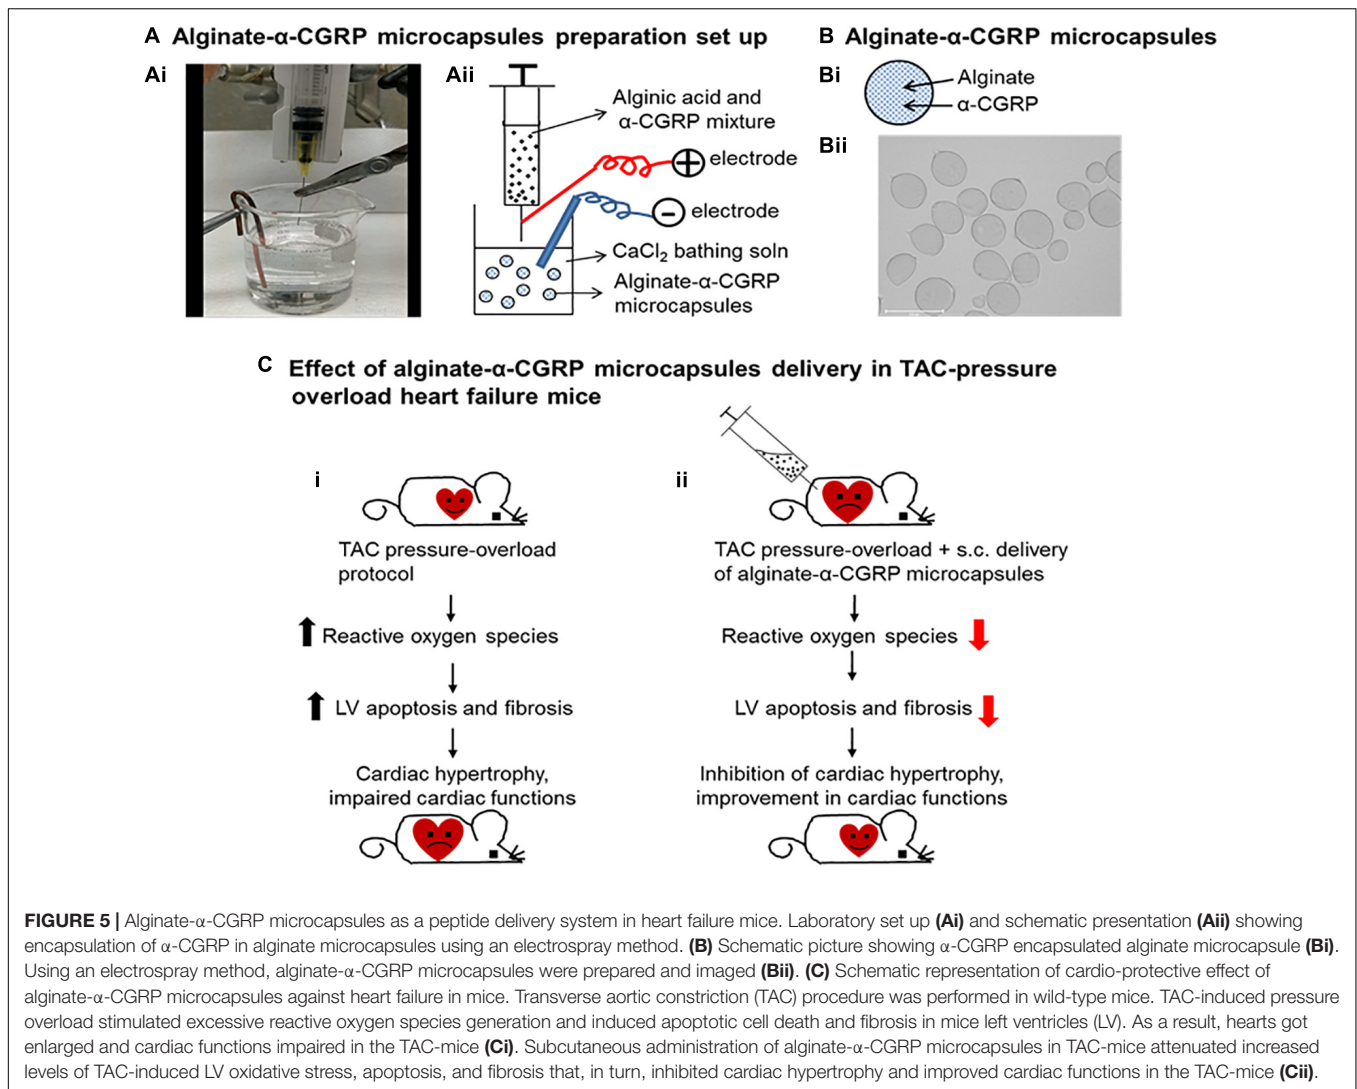 A Alginate-α-CGRP microcapsules preparation set up
B Alginate-α-CGRP microcapsules
Ai
Aii
Alginic acid and
α-CGRP mixture
+ electrode
- electrode
CaCl₂ bathing soln
Alginate-α-CGRP
microcapsules
Bi
Alginate
α-CGRP
Bii
C Effect of alginate-α-CGRP microcapsules delivery in TAC-pressure
overload heart failure mice
i
TAC pressure-overload
protocol
Reactive oxygen species
LV apoptosis and fibrosis
Cardiac hypertrophy,
impaired cardiac functions
ii
TAC pressure-overload + s.c. delivery
of alginate-α-CGRP microcapsules
Reactive oxygen species
LV apoptosis and fibrosis
Inhibition of cardiac hypertrophy,
improvement in cardiac functions
FIGURE 5 | Alginate-α-CGRP microcapsules as a peptide delivery system in heart failure mice. Laboratory set up (Ai) and schematic presentation (Aii) showing
encapsulation of α-CGRP in alginate microcapsules using an electrospray method. (B) Schematic picture showing α-CGRP encapsulated alginate microcapsule (Bi).
Using an electrospray method, alginate-α-CGRP microcapsules were prepared and imaged (Bii). (C) Schematic representation of cardio-protective effect of
alginate-α-CGRP microcapsules against heart failure in mice. Transverse aortic constriction (TAC) procedure was performed in wild-type mice. TAC-induced pressure
overload stimulated excessive reactive oxygen species generation and induced apoptotic cell death and fibrosis in mice left ventricles (LV). As a result, hearts got
enlarged and cardiac functions impaired in the TAC-mice (Ci). Subcutaneous administration of alginate-α-CGRP microcapsules in TAC-mice attenuated increased
levels of TAC-induced LV oxidative stress, apoptosis, and fibrosis that, in turn, inhibited cardiac hypertrophy and improved cardiac functions in the TAC-mice (Cii).